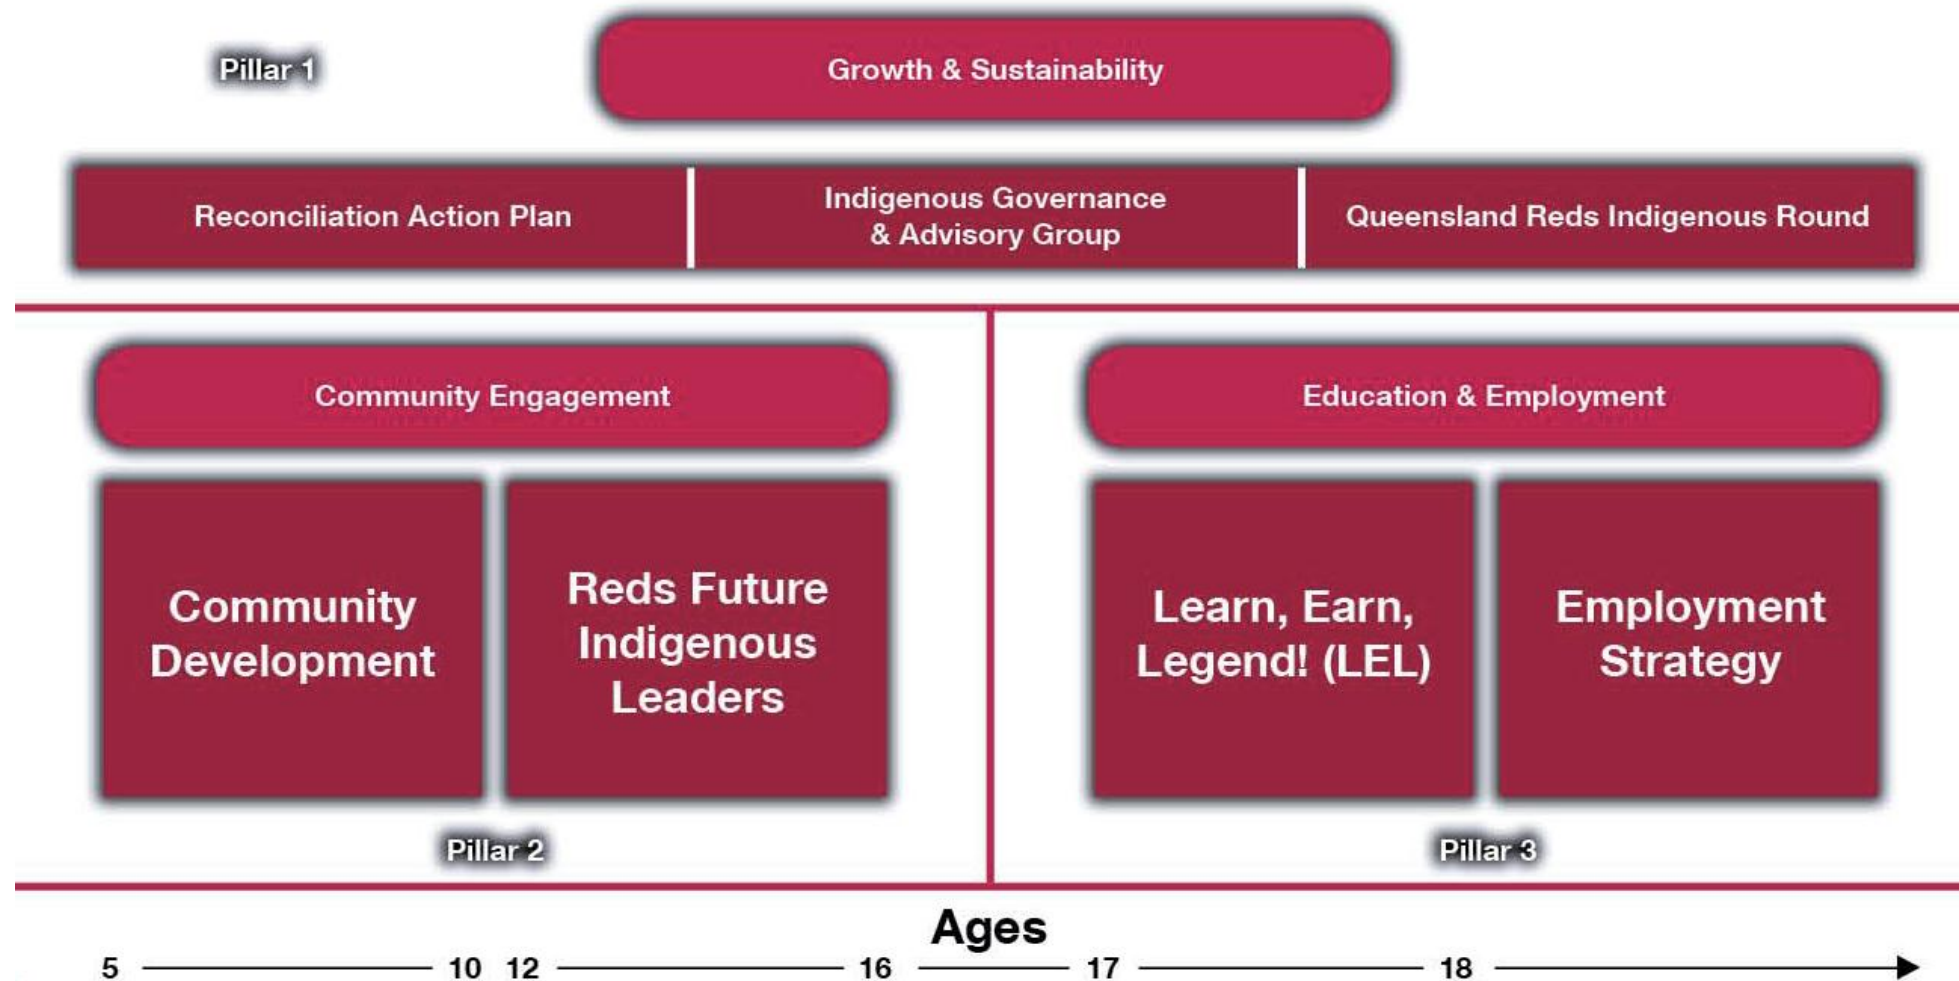 Pillar 1
Growth & Sustainability
Reconciliation Action Plan
Indigenous Governance
& Advisory Group
Queensland Reds Indigenous Round
Community Engagement
Community
Development
Reds Future
Indigenous
Leaders
Pillar 2
Education & Employment
Learn, Earn,
Legend! (LEL)
Employment
Strategy
Pillar 3
Ages
5 10 12 16 17 18